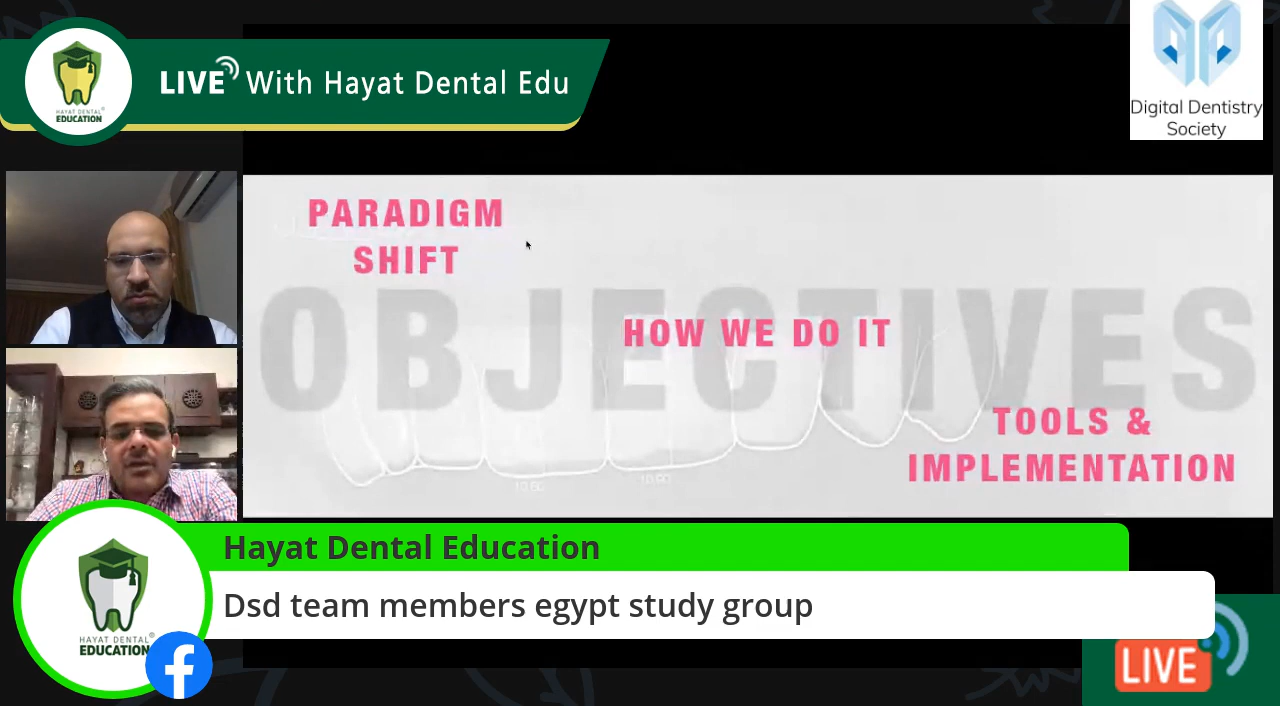 LIVE With Hayat Dental Edu
HAYAT DENTAL
EDUCATION
Digital Dentistry
Society
PARADIGM
SHIFT
OBJECTIVES
HOW WE DO IT
TOOLS &
IMPLEMENTATION
Hayat Dental Education
Dsd team members egypt study group
HAYAT DENTAL
EDUCATION
LIVE